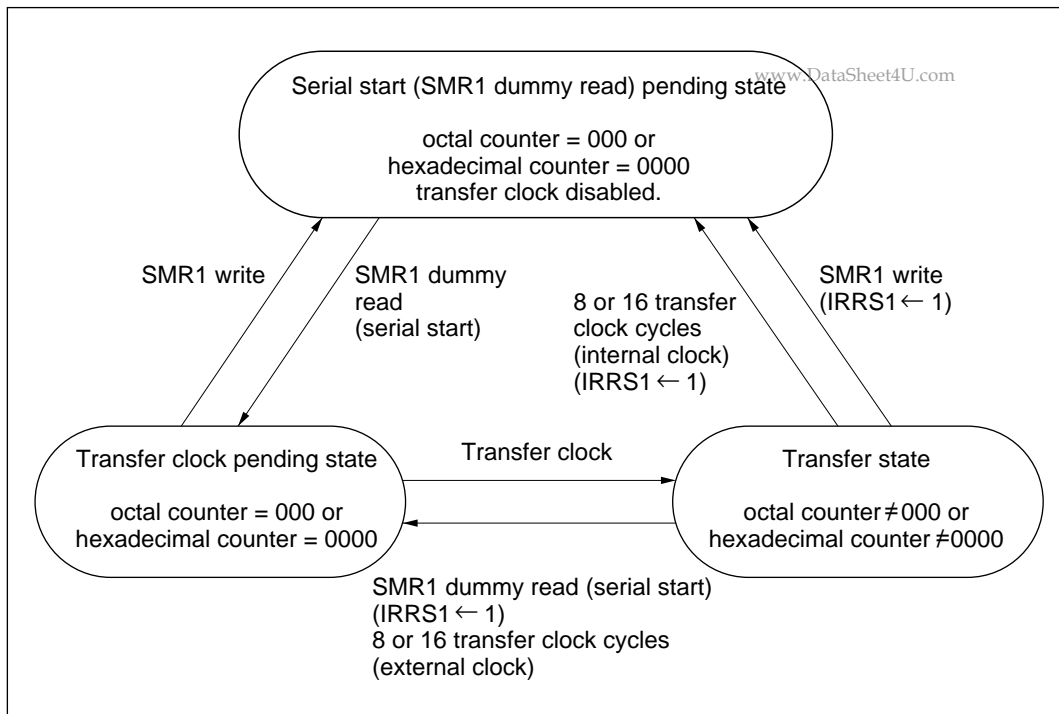 www.DataSheet4U.com
Serial start (SMR1 dummy read) pending state
octal counter = 000 or
hexadecimal counter = 0000
transfer clock disabled.
SMR1 write
SMR1 dummy
read
(serial start)
8 or 16 transfer
clock cycles
(internal clock)
(IRRS1 ← 1)
SMR1 write
(IRRS1 ← 1)
Transfer clock pending state
octal counter = 000 or
hexadecimal counter = 0000
Transfer clock
Transfer state
octal counter ≠ 000 or
hexadecimal counter ≠ 0000
SMR1 dummy read (serial start)
(IRRS1 ← 1)
8 or 16 transfer clock cycles
(external clock)